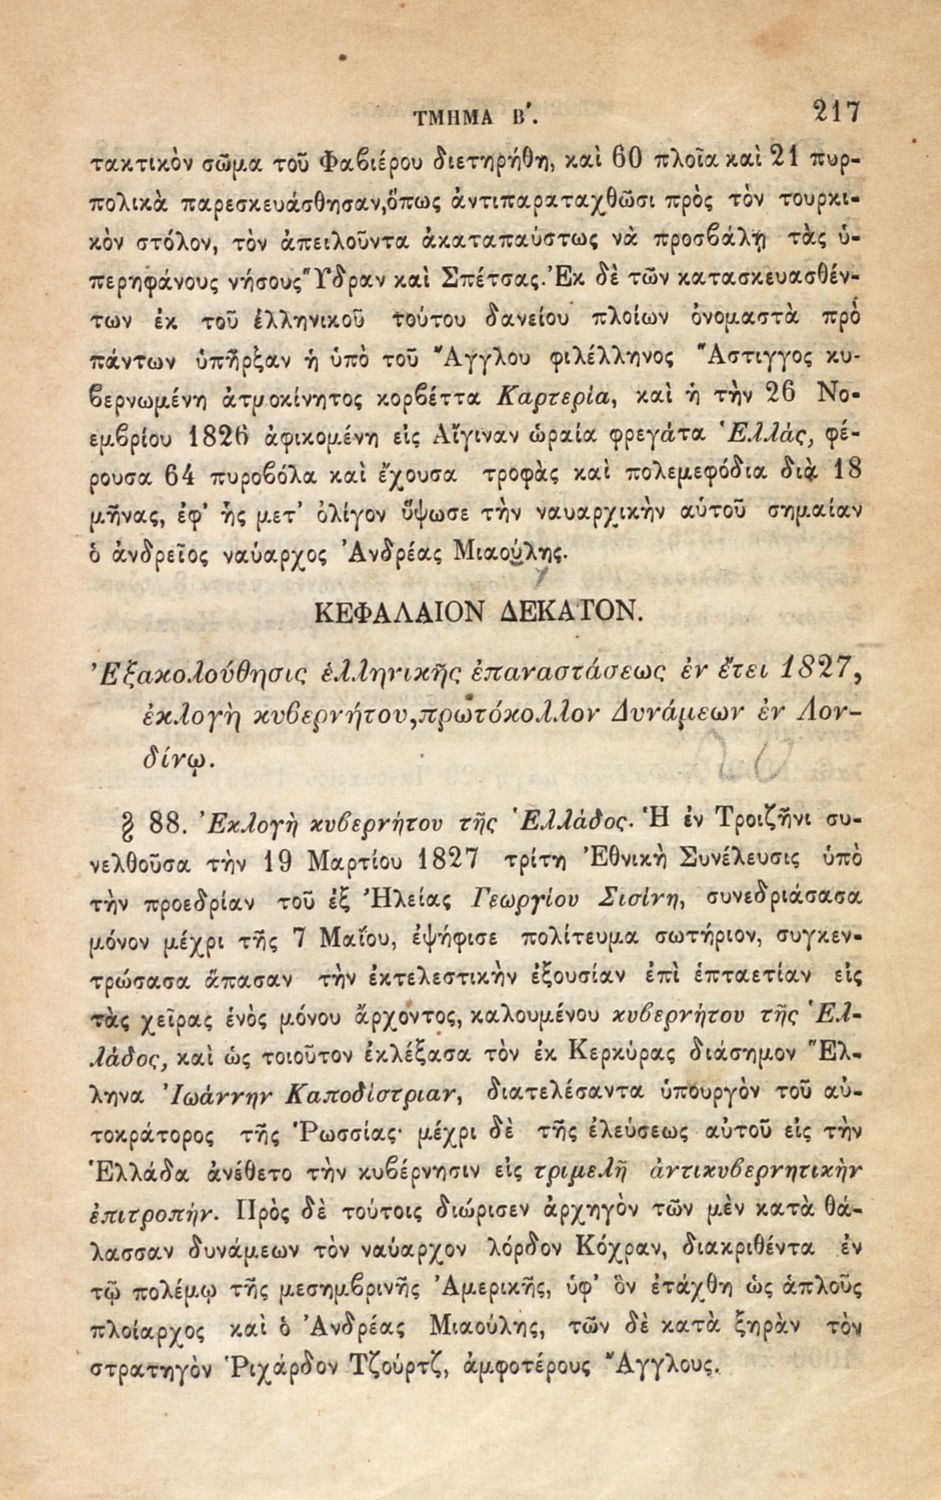 ΤΜΗΜΑ Β΄. 217
τακτικὸν σῶμα τοῦ Φαβιέρου διετηρήθη, καὶ 60 πλοῖα καὶ 21 πυρ-
πολικὰ παρεσκευάσθησαν, ὅπως ἀντιπαραταχθῶσι πρὸς τὸν τουρκι-
κὸν στόλον, τὸν ἀπειλοῦντα ἀκαταπαύστως νὰ προσβάλῃ τὰς ὑ-
περηφάνους νήσους Ὕδραν καὶ Σπέτσας. Ἐκ δὲ τῶν κατασκευασθέν-
των ἐκ τοῦ ἑλληνικοῦ τούτου δανείου πλοίων ὀνομαστὰ πρὸ
πάντων ὑπῆρξαν ἡ ὑπὸ τοῦ Ἄγγλου φιλέλληνος Ἄστιγγος κυ-
βερνωμένη ἀτμοκίνητος κορβέττα Καρτερία, καὶ ἡ τὴν 26 Νο-
εμβρίου 1826 ἀφικομένη εἰς Αἴγιναν ὡραία φρεγάτα Ἑλλὰς, φέ-
ρουσα 64 πυροβόλα καὶ ἔχουσα τροφὰς καὶ πολεμεφόδια διὰ 18
μῆνας, ἐφ' ἧς μετ' ὀλίγον ὕψωσε τὴν ναυαρχικὴν αὑτοῦ σημαίαν
ὁ ἀνδρεῖος ναύαρχος Ἀνδρέας Μιαούλης.
ΚΕΦΑΛΑΙΟΝ ΔΕΚΑΤΟΝ.
Ἐξακολούθησις ἑλληνικῆς ἐπαναστάσεως ἐν ἔτει 1827,
ἐκλογὴ κυβερνήτου, πρωτόκολλον Δυνάμεων ἐν Λον-
δίνῳ.
20
§ 88. Ἐκλογὴ κυβερνήτου τῆς Ἑλλάδος. Ἡ ἐν Τροιζῆνι συ-
νελθοῦσα τὴν 19 Μαρτίου 1827 τρίτη Ἐθνικὴ Συνέλευσις ὑπὸ
τὴν προεδρίαν τοῦ ἐξ Ἠλείας Γεωργίου Σισίνη, συνεδριάσασα
μόνον μέχρι τῆς 7 Μαΐου, ἐψήφισε πολίτευμα σωτήριον, συγκεν-
τρώσασα ἅπασαν τὴν ἐκτελεστικὴν ἐξουσίαν ἐπὶ ἑπταετίαν εἰς
τὰς χεῖρας ἑνὸς μόνου ἄρχοντος, καλουμένου κυβερνήτου τῆς Ἑλ-
λάδος, καὶ ὡς τοιοῦτον ἐκλέξασα τὸν ἐκ Κερκύρας διάσημον Ἕλ-
ληνα Ἰωάννην Καποδίστριαν, διατελέσαντα ὑπουργὸν τοῦ αὐ-
τοκράτορος τῆς Ῥωσσίας· μέχρι δὲ τῆς ἐλεύσεως αὐτοῦ εἰς τὴν
Ἑλλάδα ἀνέθετο τὴν κυβέρνησιν εἰς τριμελῆ ἀντικυβερνητικὴν
ἐπιτροπήν. Πρὸς δὲ τούτοις διώρισεν ἀρχηγὸν τῶν μὲν κατὰ θά-
λασσαν δυνάμεων τὸν ναύαρχον λόρδον Κόχραν, διακριθέντα ἐν
τῷ πολέμῳ τῆς μεσημβρινῆς Ἀμερικῆς, ὑφ' ὃν ἐτάχθη ὡς ἁπλοῦς
πλοίαρχος καὶ ὁ Ἀνδρέας Μιαούλης, τῶν δὲ κατὰ ξηρὰν τὸν
στρατηγὸν Ῥιχάρδον Τζούρτζ, ἀμφοτέρους Ἄγγλους.